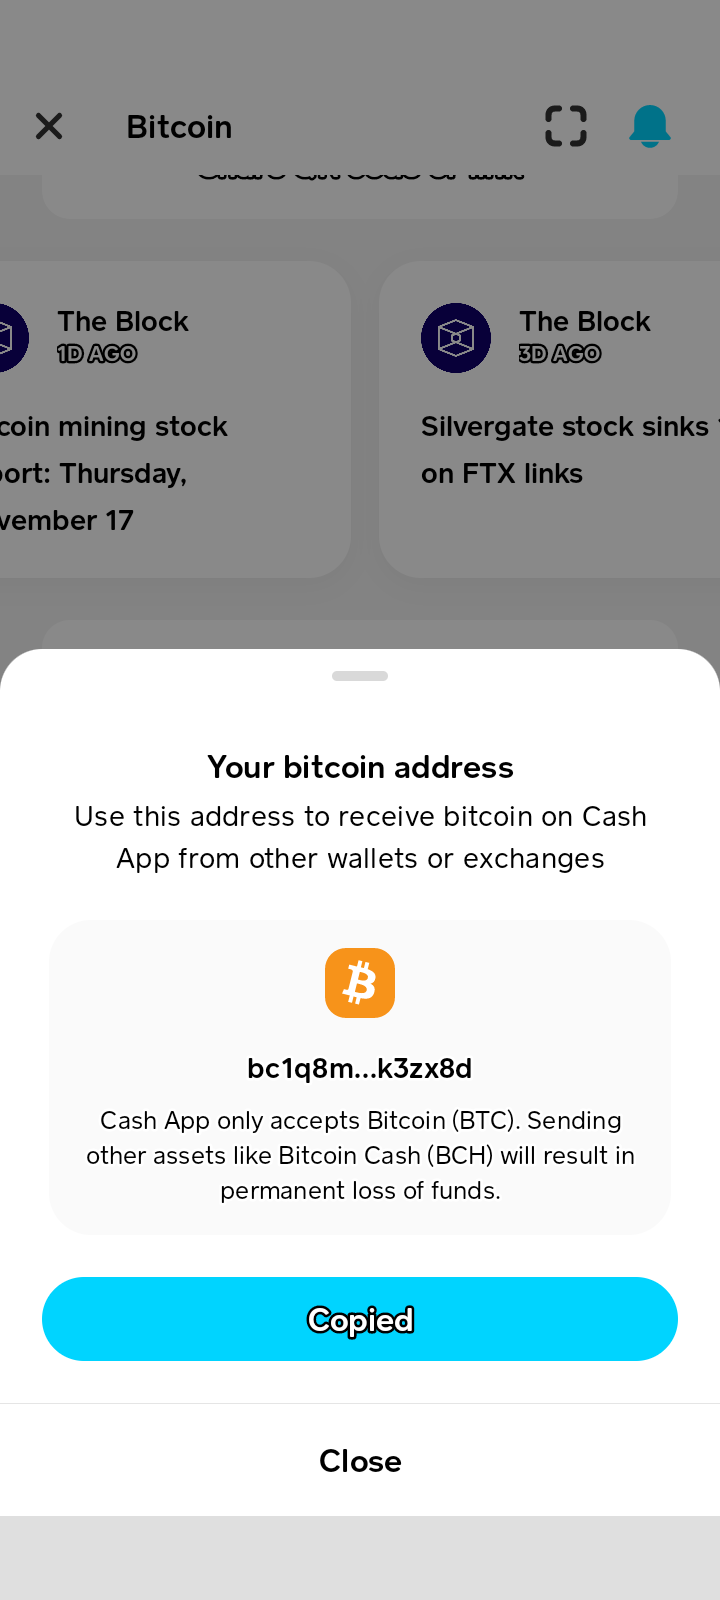 Bitcoin
The Block
1D AGO
coin mining stock
ort: Thursday,
vember 17
The Block
3D AGO
Silvergate stock sinks
on FTX links
Your bitcoin address
Use this address to receive bitcoin on Cash
App from other wallets or exchanges
bc1q8m...k3zx8d
Cash App only accepts Bitcoin (BTC). Sending
other assets like Bitcoin Cash (BCH) will result in
permanent loss of funds.
Copied
Close